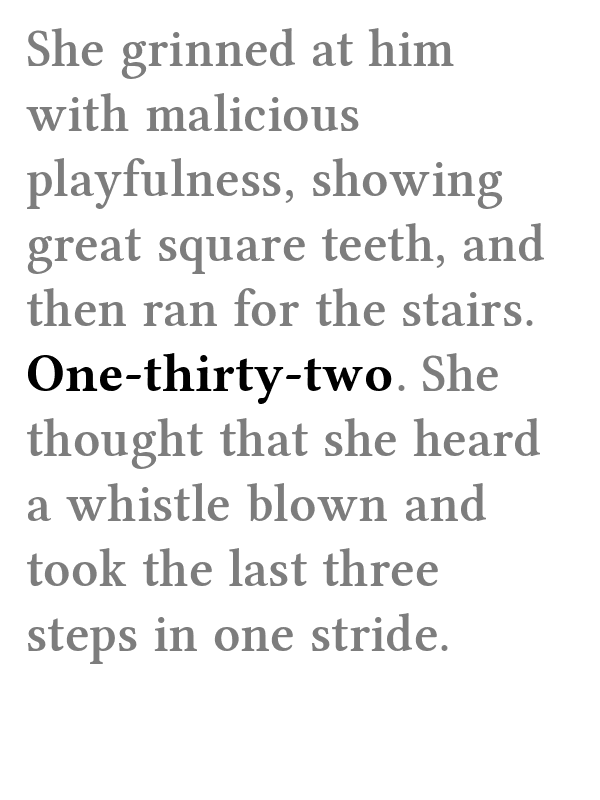 She grinned at him
with malicious
playfulness, showing
great square teeth, and
then ran for the stairs.
One-thirty-two. She
thought that she heard
a whistle blown and
took the last three
steps in one stride.